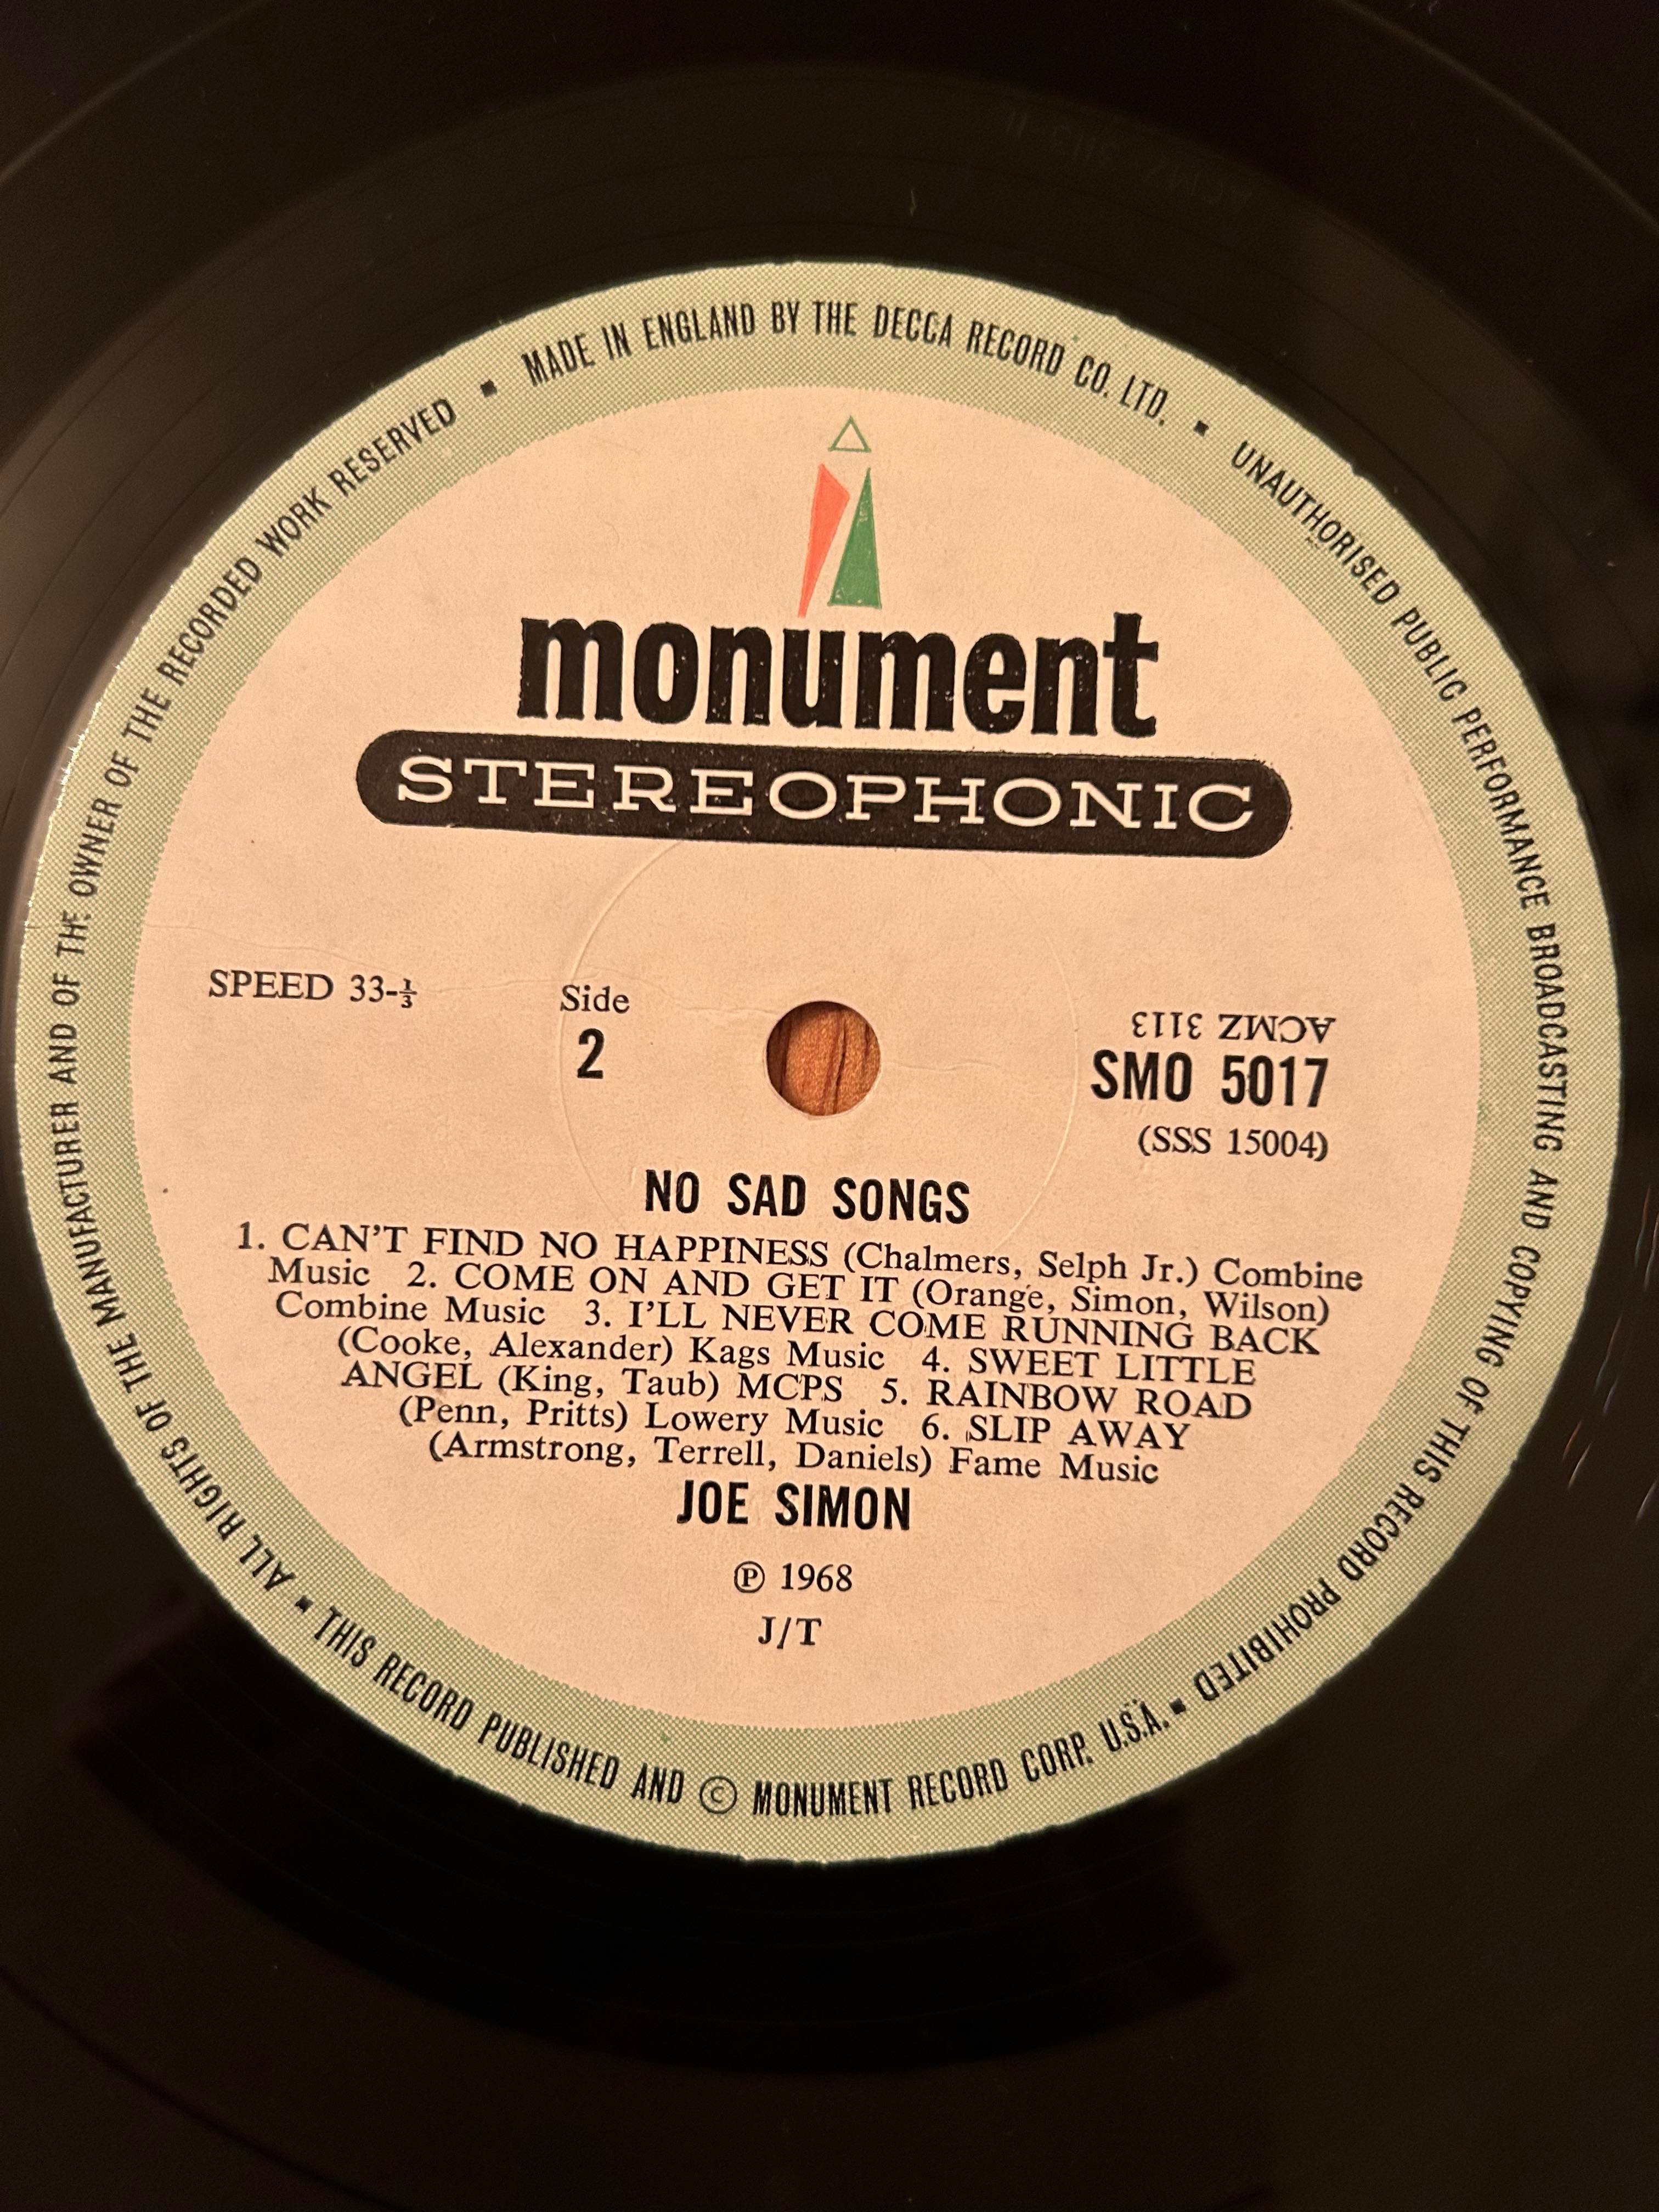 MADE IN ENGLAND BY THE DECCA RECORD CO. LTD. ▪ UNAUTHORISED PUBLIC PERFORMANCE BROADCASTING AND COPYING OF THIS RECORD PROHIBITED ▪
THIS RECORD PUBLISHED AND © MONUMENT RECORD CORP. U.S.A. ▪
ALL RIGHTS OF THE MANUFACTURER AND OF THE OWNER OF THE RECORDED WORK RESERVED ▪
monument
STEREOPHONIC
SPEED 33-⅓
Side
2
ACMZ 3113
SMO 5017
(SSS 15004)
NO SAD SONGS
1. CAN'T FIND NO HAPPINESS (Chalmers, Selph Jr.) Combine
Music 2. COME ON AND GET IT (Orange, Simon, Wilson)
Combine Music 3. I'LL NEVER COME RUNNING BACK
(Cooke, Alexander) Kags Music 4. SWEET LITTLE
ANGEL (King, Taub) MCPS 5. RAINBOW ROAD
(Penn, Pritts) Lowery Music 6. SLIP AWAY
(Armstrong, Terrell, Daniels) Fame Music
JOE SIMON
℗ 1968
J/T